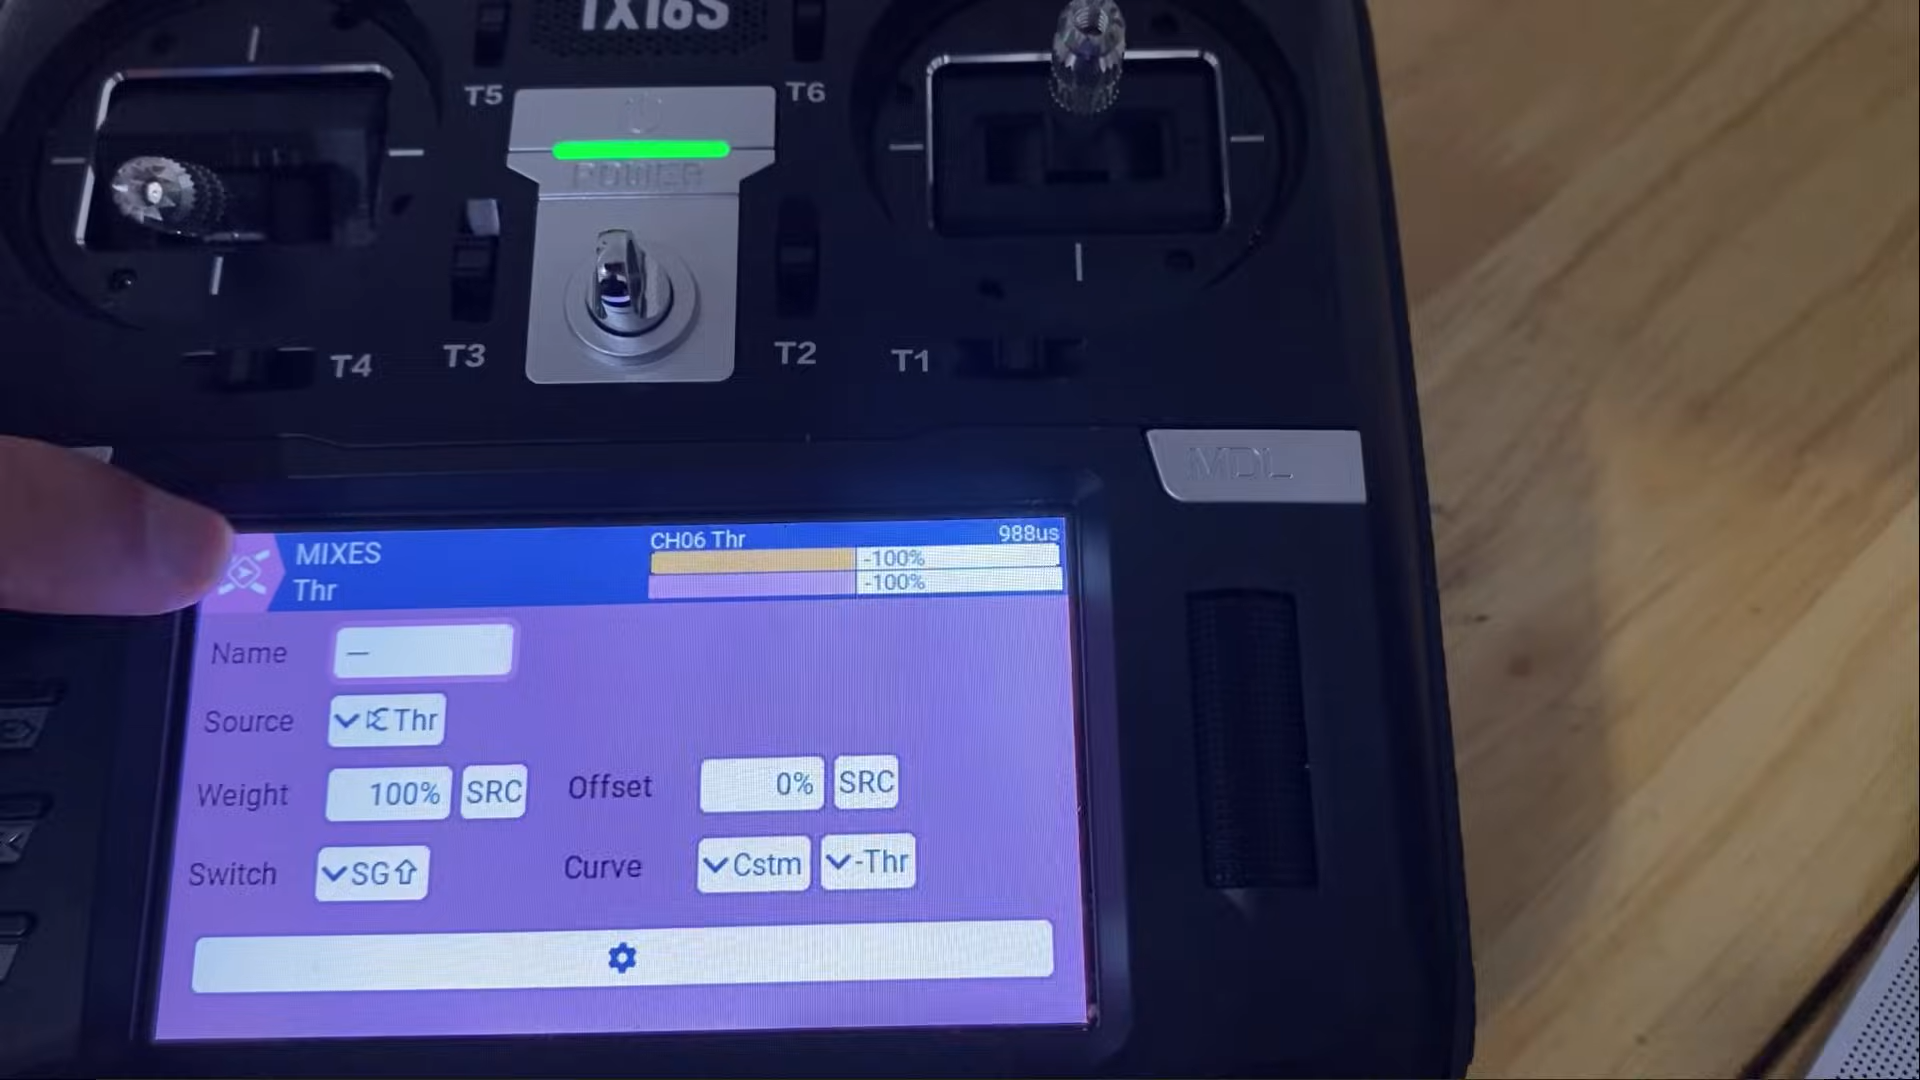 TX16S
T5
T6
POWER
T4
T3
T2
T1
MDL
MIXES
Thr
CH06 Thr
988us
-100%
-100%
Name
—
Source
Thr
Weight
100%
SRC
Offset
0%
SRC
Switch
SG
Curve
Cstm
-Thr